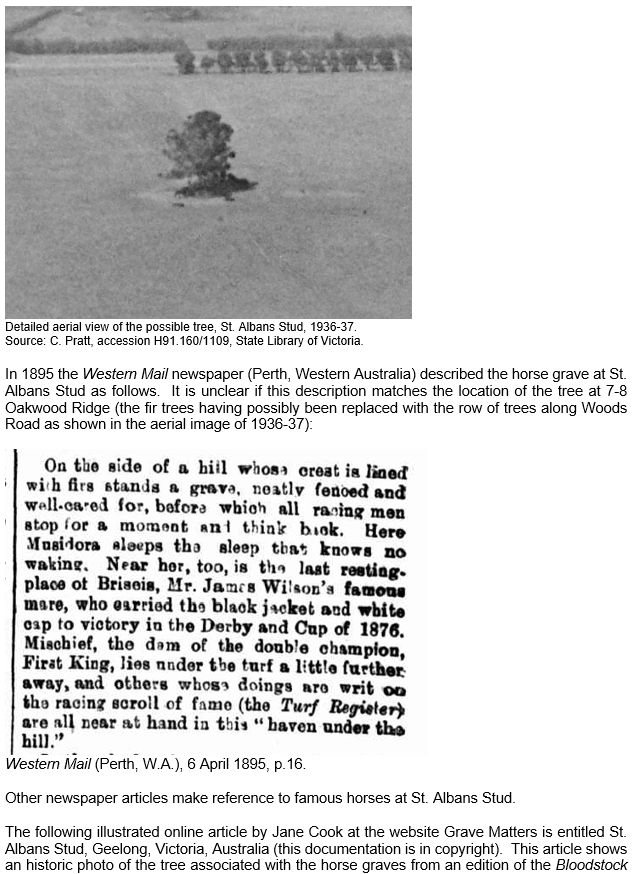 Detailed aerial view of the possible tree, St. Albans Stud, 1936-37.
Source: C. Pratt, accession H91.160/1109, State Library of Victoria.
In 1895 the Western Mail newspaper (Perth, Western Australia) described the horse grave at St.
Albans Stud as follows. It is unclear if this description matches the location of the tree at 7-8
Oakwood Ridge (the fir trees having possibly been replaced with the row of trees along Woods
Road as shown in the aerial image of 1936-37):
On the side of a hill whose crest is lined
with firs stands a grave, neatly fenced and
well-cared for, before which all racing men
stop for a moment and think back. Here
Musidora sleeps the sleep that knows no
waking. Near her, too, is the last resting-
place of Briseis, Mr. James Wilson's famous
mare, who carried the black jacket and white
cap to victory in the Derby and Cup of 1876.
Mischief, the dam of the double champion,
First King, lies under the turf a little further
away, and others whose doings are writ on
the racing scroll of fame (the Turf Register)
are all near at hand in this "haven under the
hill."
Western Mail (Perth, W.A.), 6 April 1895, p.16.
Other newspaper articles make reference to famous horses at St. Albans Stud.
The following illustrated online article by Jane Cook at the website Grave Matters is entitled St.
Albans Stud, Geelong, Victoria, Australia (this documentation is in copyright). This article shows
an historic photo of the tree associated with the horse graves from an edition of the Bloodstock